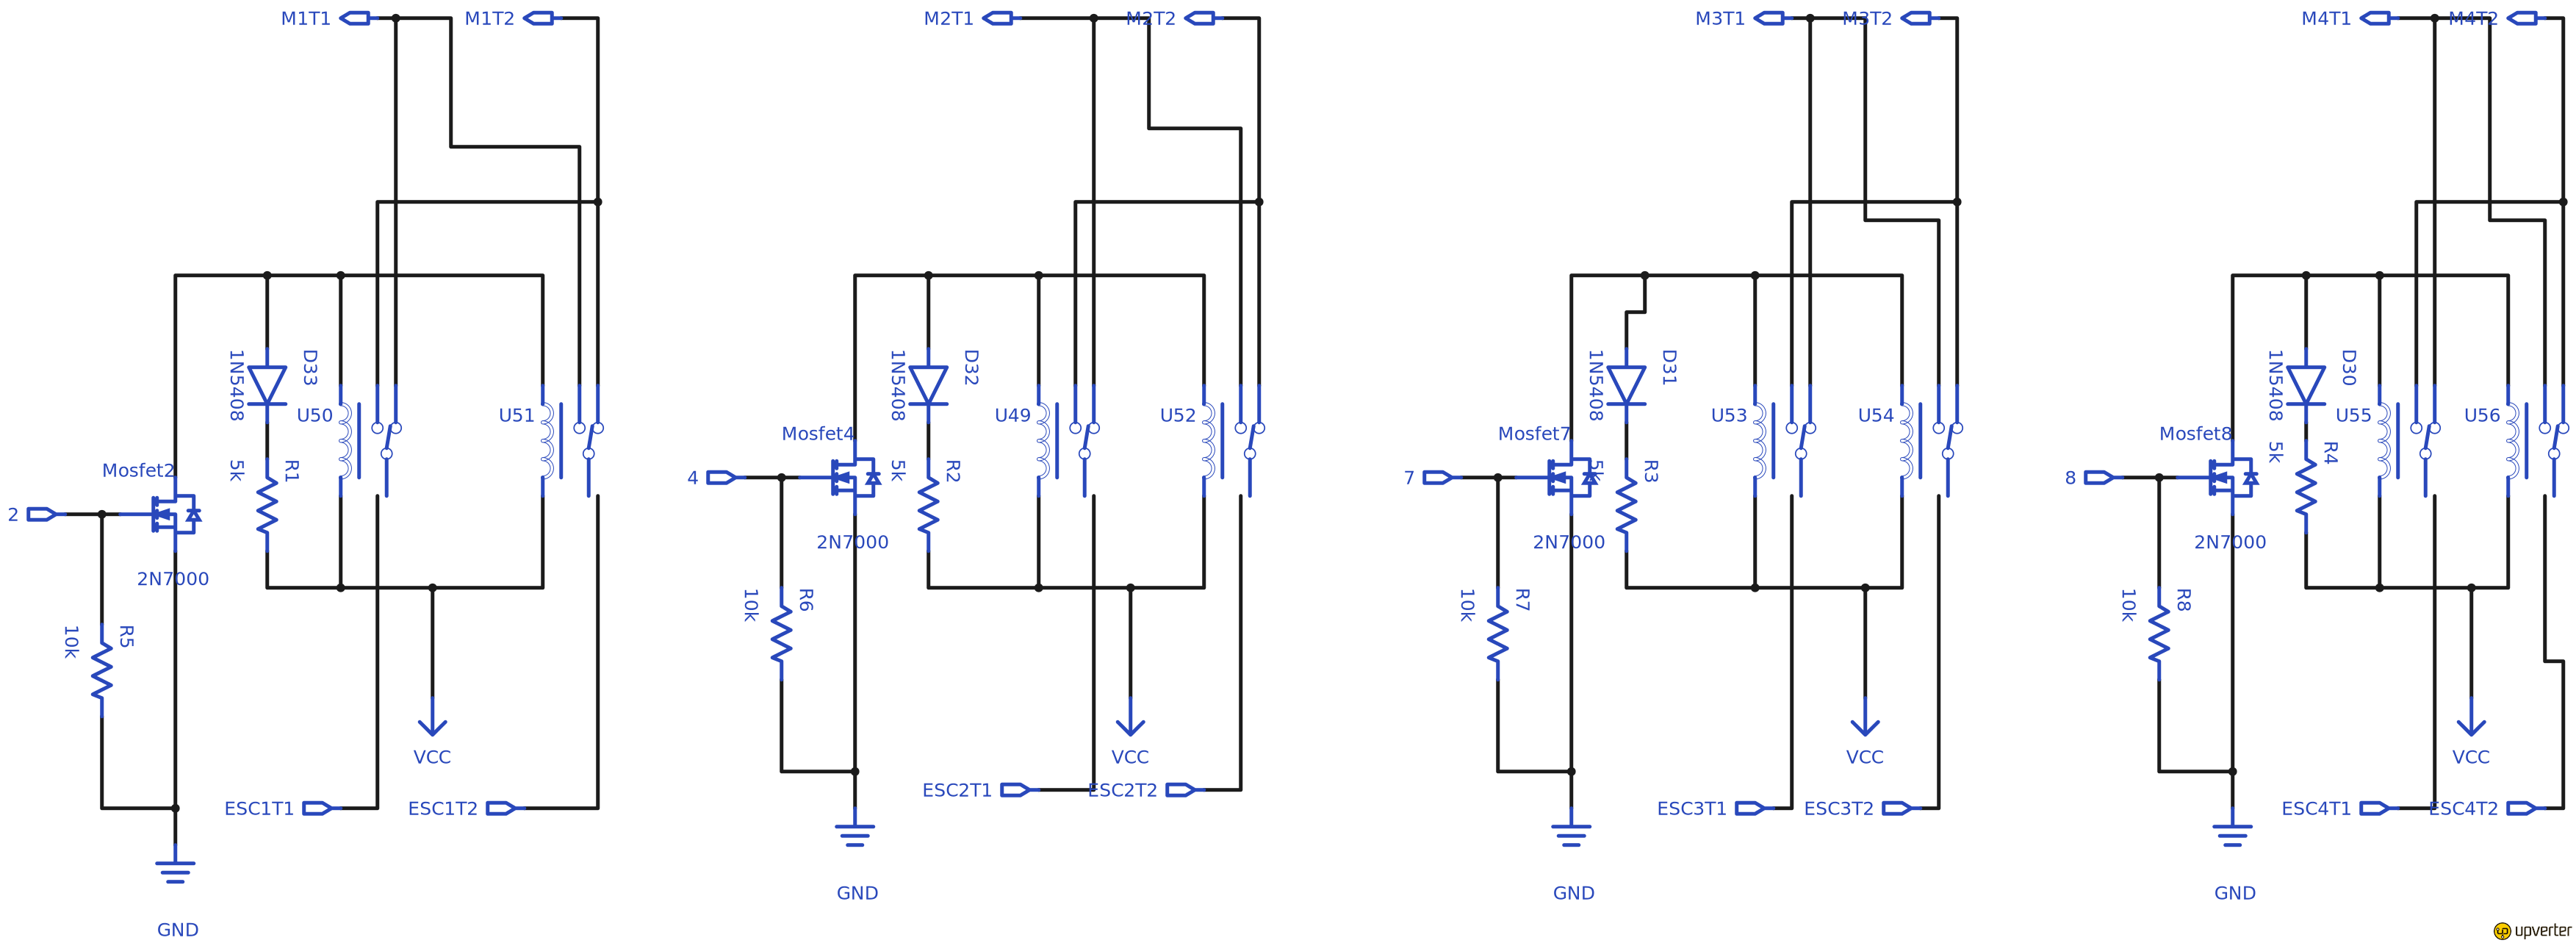 M1T1
M1T2
M2T1
M2T2
M3T1
M3T2
M4T1
M4T2
1N5408
D33
U50
U51
Mosfet2
5k
R1
2
2N7000
R5
10k
VCC
ESC1T1
ESC1T2
GND
1N5408
D32
U49
U52
Mosfet4
5k
R2
4
2N7000
R6
10k
VCC
ESC2T1
ESC2T2
GND
1N5408
D31
U53
U54
Mosfet7
5k
R3
7
2N7000
R7
10k
VCC
ESC3T1
ESC3T2
GND
1N5408
D30
U55
U56
Mosfet8
5k
R4
8
2N7000
R8
10k
VCC
ESC4T1
ESC4T2
GND
up upverter